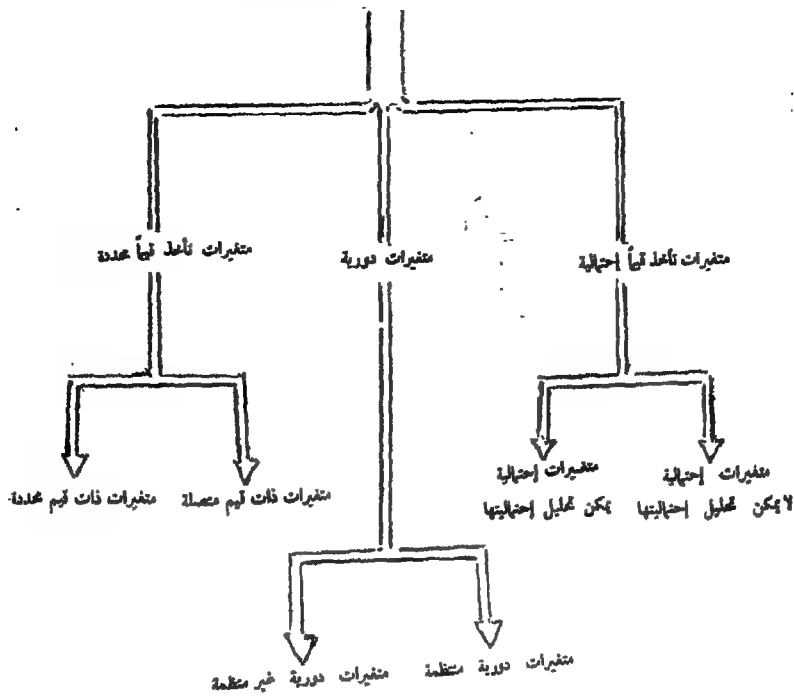 متغيرات تأخذ قيماً إحتمالية
متغيرات دورية
متغيرات تأخذ قيماً محددة
متغيرات إحتمالية
لا يمكن تحليل إحتماليتها
متغيرات إحتمالية
يمكن تحليل إحتماليتها
متغيرات ذات قيم متصلة
متغيرات ذات قيم محددة
متغيرات دورية منتظمة
متغيرات دورية غير منتظمة